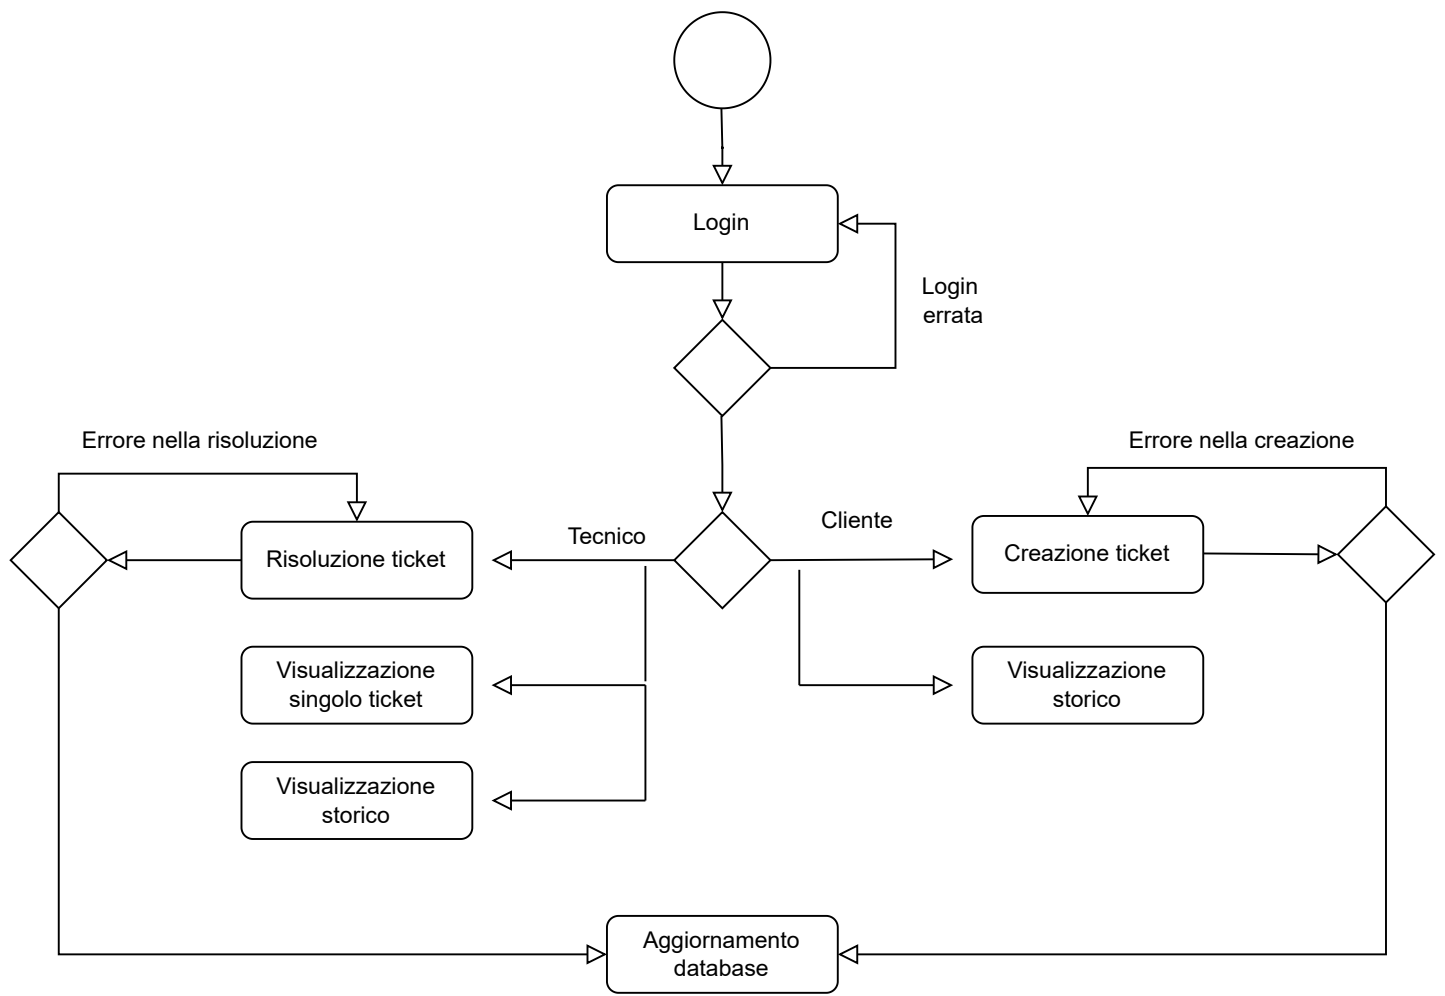 Login
Login
errata
Errore nella risoluzione
Errore nella creazione
Tecnico
Cliente
Risoluzione ticket
Creazione ticket
Visualizzazione
singolo ticket
Visualizzazione
storico
Visualizzazione
storico
Aggiornamento
database